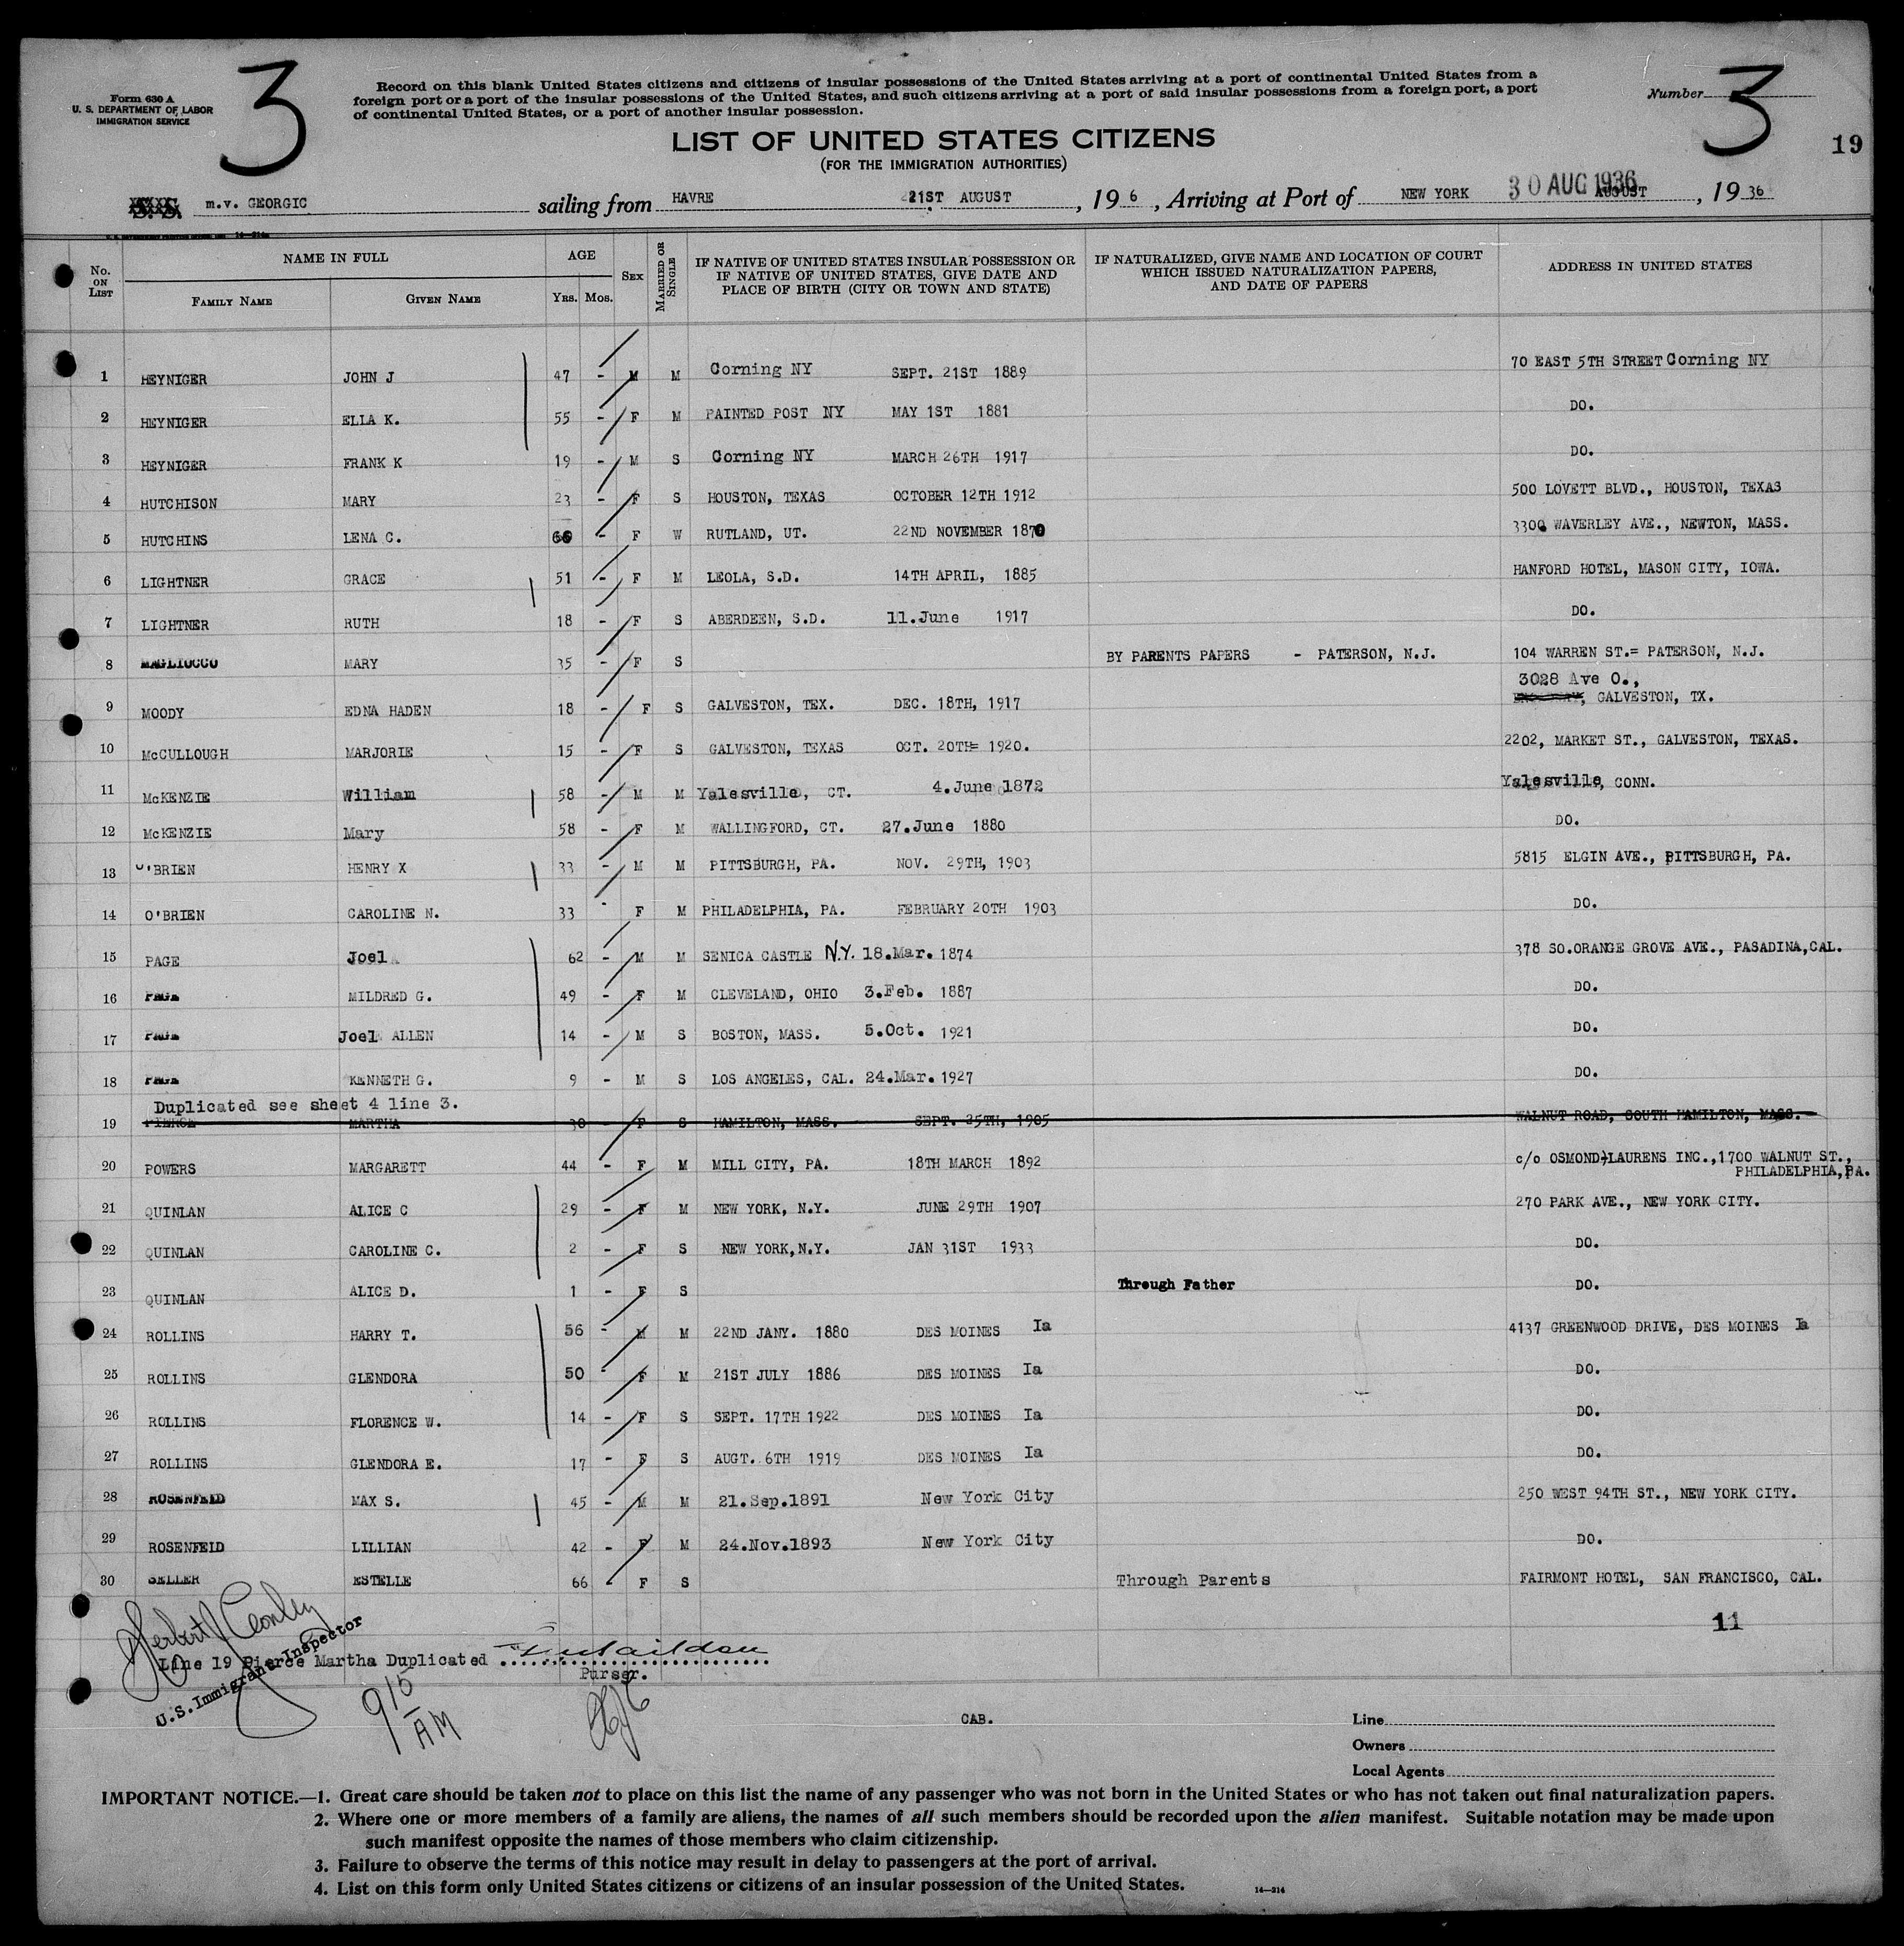 3
Form 630 A
U. S. DEPARTMENT OF LABOR
IMMIGRATION SERVICE
Record on this blank United States citizens and citizens of insular possessions of the United States arriving at a port of continental United States from a
foreign port or a port of the insular possessions of the United States, and such citizens arriving at a port of said insular possessions from a foreign port, a port
of continental United States, or a port of another insular possession.
Number 3
19
LIST OF UNITED STATES CITIZENS
(FOR THE IMMIGRATION AUTHORITIES)
S. S. m.v. GEORGIC sailing from HAVRE 21ST AUGUST , 19 6 , Arriving at Port of NEW YORK 30 AUG 1936 AUGUST , 19 36
No. ON LIST NAME IN FULL FAMILY NAME GIVEN NAME AGE YRS. MOS. SEX MARRIED OR SINGLE IF NATIVE OF UNITED STATES INSULAR POSSESSION OR IF NATIVE OF UNITED STATES, GIVE DATE AND PLACE OF BIRTH (CITY OR TOWN AND STATE) IF NATURALIZED, GIVE NAME AND LOCATION OF COURT WHICH ISSUED NATURALIZATION PAPERS, AND DATE OF PAPERS ADDRESS IN UNITED STATES
1 HEYNIGER JOHN J 47 - M M Corning NY SEPT. 21ST 1889 70 EAST 5TH STREET Corning NY
2 HEYNIGER ELLA K. 55 - F M PAINTED POST NY MAY 1ST 1881 DO.
3 HEYNIGER FRANK K 19 - M S Corning NY MARCH 26TH 1917 DO.
4 HUTCHISON MARY 23 - F S HOUSTON, TEXAS OCTOBER 12TH 1912 500 LOVETT BLVD., HOUSTON, TEXAS
5 HUTCHINS LENA C. - F W RUTLAND, UT. 22ND NOVEMBER 1870 3300 WAVERLEY AVE., NEWTON, MASS.
6 LIGHTNER GRACE 51 - F M LEOLA, S.D. 14TH APRIL, 1885 HANFORD HOTEL, MASON CITY, IOWA.
7 LIGHTNER RUTH 18 - F S ABERDEEN, S.D. 11.June 1917 DO.
8 MAGLIOCCO MARY 35 - F S BY PARENTS PAPERS - PATERSON, N.J. 104 WARREN ST.= PATERSON, N.J.
9 MOODY EDNA HADEN 18 - F S GALVESTON, TEX. DEC. 18TH, 1917 3028 Ave O., GALVESTON, TX.
10 McCULLOUGH MARJORIE 15 - F S GALVESTON, TEXAS OCT. 20TH= 1920. 2202, MARKET ST., GALVESTON, TEXAS.
11 McKENZIE William 58 - M M Yalesville, CT. 4.June 1872 Yalesville, CONN.
12 McKENZIE Mary 58 - F M WALLINGFORD, CT. 27.June 1880 DO.
13 O'BRIEN HENRY X 33 - M M PITTSBURGH, PA. NOV. 29TH, 1903 5815 ELGIN AVE., PITTSBURGH, PA.
14 O'BRIEN CAROLINE N. 33 - F M PHILADELPHIA, PA. FEBRUARY 20TH 1903 DO.
15 PAGE Joel 62 - M M SENICA CASTLE N.Y. 18.Mar. 1874 378 SO.ORANGE GROVE AVE., PASADINA,CAL.
16 PAGE MILDRED G. 49 - F M CLEVELAND, OHIO 3.Feb. 1887 DO.
17 PAGE Joel ALLEN 14 - M S BOSTON, MASS. 5.Oct. 1921 DO.
18 PAGE KENNETH G. 9 - M S LOS ANGELES, CAL. 24.Mar. 1927 DO.
Duplicated see sheet 4 line 3.
19 PIERCE MARTHA 30 - F S HAMILTON, MASS. SEPT. 25TH, 1905 WALNUT ROAD, SOUTH HAMILTON, MASS.
20 POWERS MARGARETT 44 - F M MILL CITY, PA. 18TH MARCH 1892 c/o OSMOND-LAURENS INC.,1700 WALNUT ST., PHILADELPHIA,PA.
21 QUINLAN ALICE C 29 - F M NEW YORK, N.Y. JUNE 29TH 1907 270 PARK AVE., NEW YORK CITY.
22 QUINLAN CAROLINE C. 2 - F S NEW YORK,N.Y. JAN 31ST 1933 DO.
23 QUINLAN ALICE D. 1 - F S Through Father DO.
24 ROLLINS HARRY T. 56 - M M 22ND JANY. 1880 DES MOINES Ia 4137 GREENWOOD DRIVE, DES MOINES Ia
25 ROLLINS GLENDORA 50 - F M 21ST JULY 1886 DES MOINES Ia DO.
26 ROLLINS FLORENCE W. 14 - F S SEPT. 17TH 1922 DES MOINES Ia DO.
27 ROLLINS GLENDORA E. 17 - F S AUGT. 6TH 1919 DES MOINES Ia DO.
28 ROSENFELD MAX S. 45 - M M 21.Sep.1891 New York City 250 WEST 94TH ST., NEW YORK CITY.
29 ROSENFELD LILLIAN 42 - F M 24.Nov.1893 New York City DO.
30 SELLER ESTELLE 66 - F S Through Parents FAIRMONT HOTEL, SAN FRANCISCO, CAL.
11
Line 19 Pierce Martha Duplicated
Purser.
U.S. Immigrant Inspector
915 AM
CAB.
Line
Owners
Local Agents
IMPORTANT NOTICE.—1. Great care should be taken not to place on this list the name of any passenger who was not born in the United States or who has not taken out final naturalization papers.
2. Where one or more members of a family are aliens, the names of all such members should be recorded upon the alien manifest. Suitable notation may be made upon
such manifest opposite the names of those members who claim citizenship.
3. Failure to observe the terms of this notice may result in delay to passengers at the port of arrival.
4. List on this form only United States citizens or citizens of an insular possession of the United States.
14—214